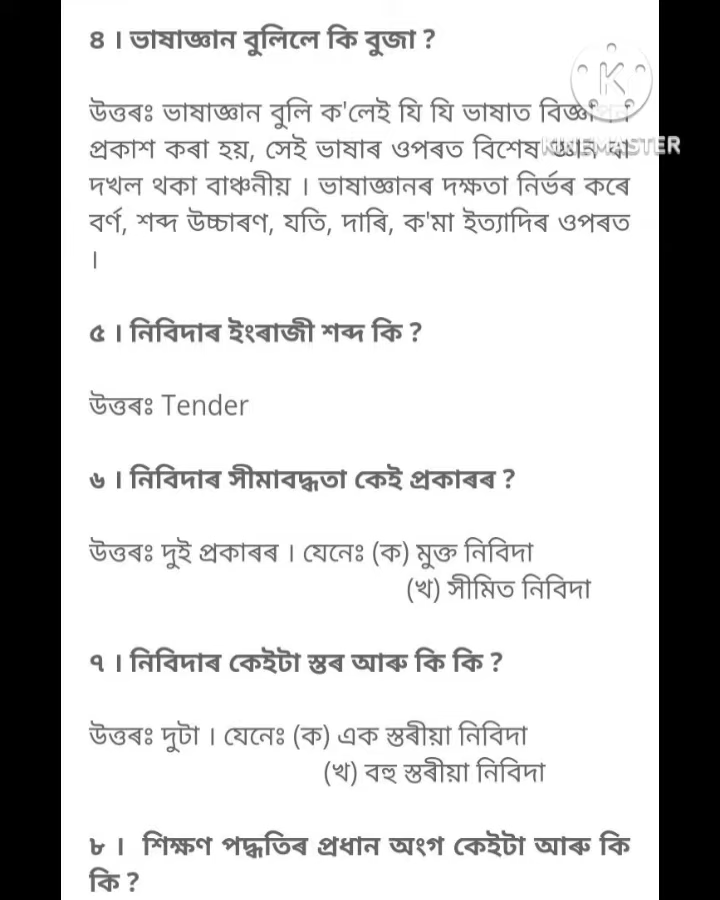 ৪ । ভাষাজ্ঞান বুলিলে কি বুজা ?
উত্তৰঃ ভাষাজ্ঞান বুলি ক'লেই যি যি ভাষাত
প্ৰকাশ কৰা হয়, সেই ভাষাৰ ওপৰত বিশেষ জ্ঞান বা
KINEMASTER
দখল থকা বাঞ্চনীয় । ভাষাজ্ঞানৰ দক্ষতা নিৰ্ভৰ কৰে
বৰ্ণ, শব্দ উচ্চাৰণ, যতি, দাৰি, ক'মা ইত্যাদিৰ ওপৰত
।
৫ । নিবিদাৰ ইংৰাজী শব্দ কি ?
উত্তৰঃ Tender
৬ । নিবিদাৰ সীমাবদ্ধতা কেই প্ৰকাৰৰ ?
উত্তৰঃ দুই প্ৰকাৰৰ । যেনেঃ (ক) মুক্ত নিবিদা
(খ) সীমিত নিবিদা
৭ । নিবিদাৰ কেইটা স্তৰ আৰু কি কি ?
উত্তৰঃ দুটা । যেনেঃ (ক) এক স্তৰীয়া নিবিদা
(খ) বহু স্তৰীয়া নিবিদা
৮ । শিক্ষণ পদ্ধতিৰ প্ৰধান অংগ কেইটা আৰু কি
কি ?